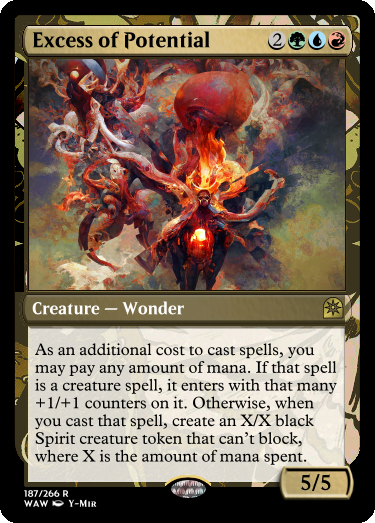 Excess of Potential 2
Creature — Wonder
As an additional cost to cast spells, you
may pay any amount of mana. If that spell
is a creature spell, it enters with that many
+1/+1 counters on it. Otherwise, when
you cast that spell, create an X/X black
Spirit creature token that can't block,
where X is the amount of mana spent.
5/5
187/266 R
WAW Y-Mir